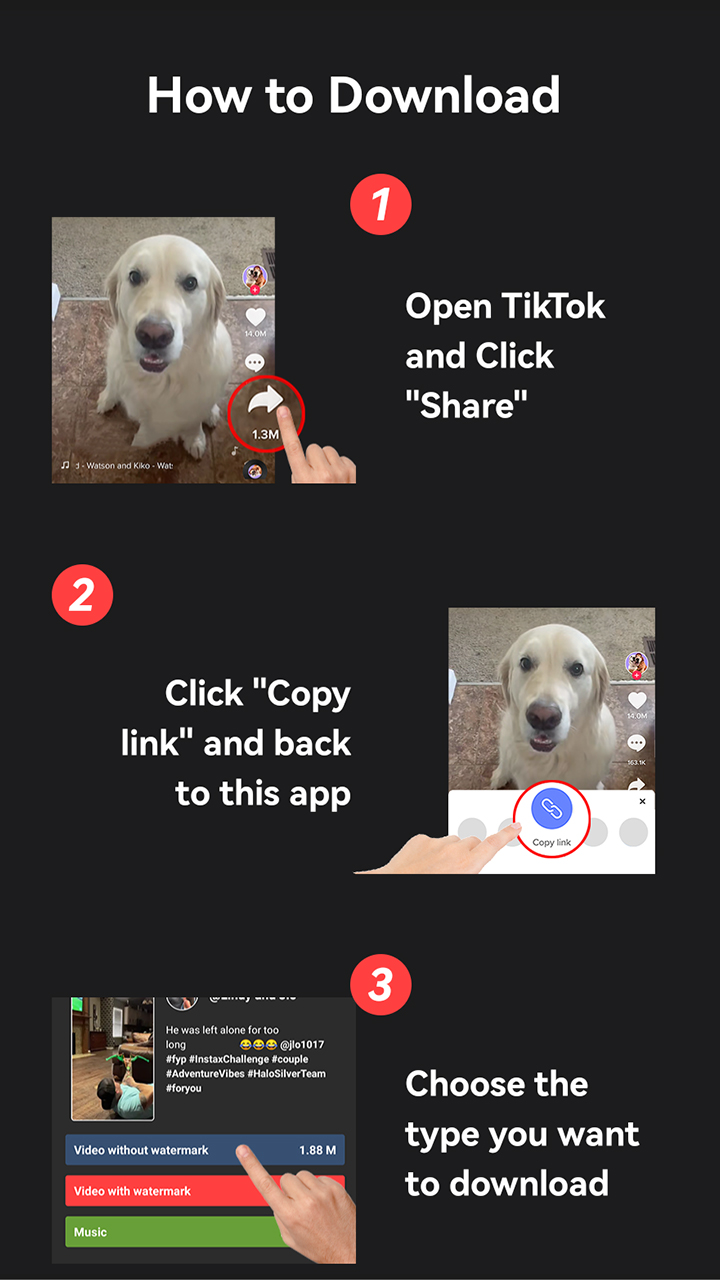 How to Download
1
Open TikTok
and Click
"Share"
14.0M
1.3M
- Watson and Kiko - Wat
2
Click "Copy
link" and back
to this app
14.0M
163.1K
Copy link
3
He was left alone for too
long 😂😂😂 @jlo1017
#fyp #InstaxChallenge #couple
#AdventureVibes #HaloSilverTeam
#foryou
Video without watermark 1.88 M
Video with watermark
Music
Choose the
type you want
to download